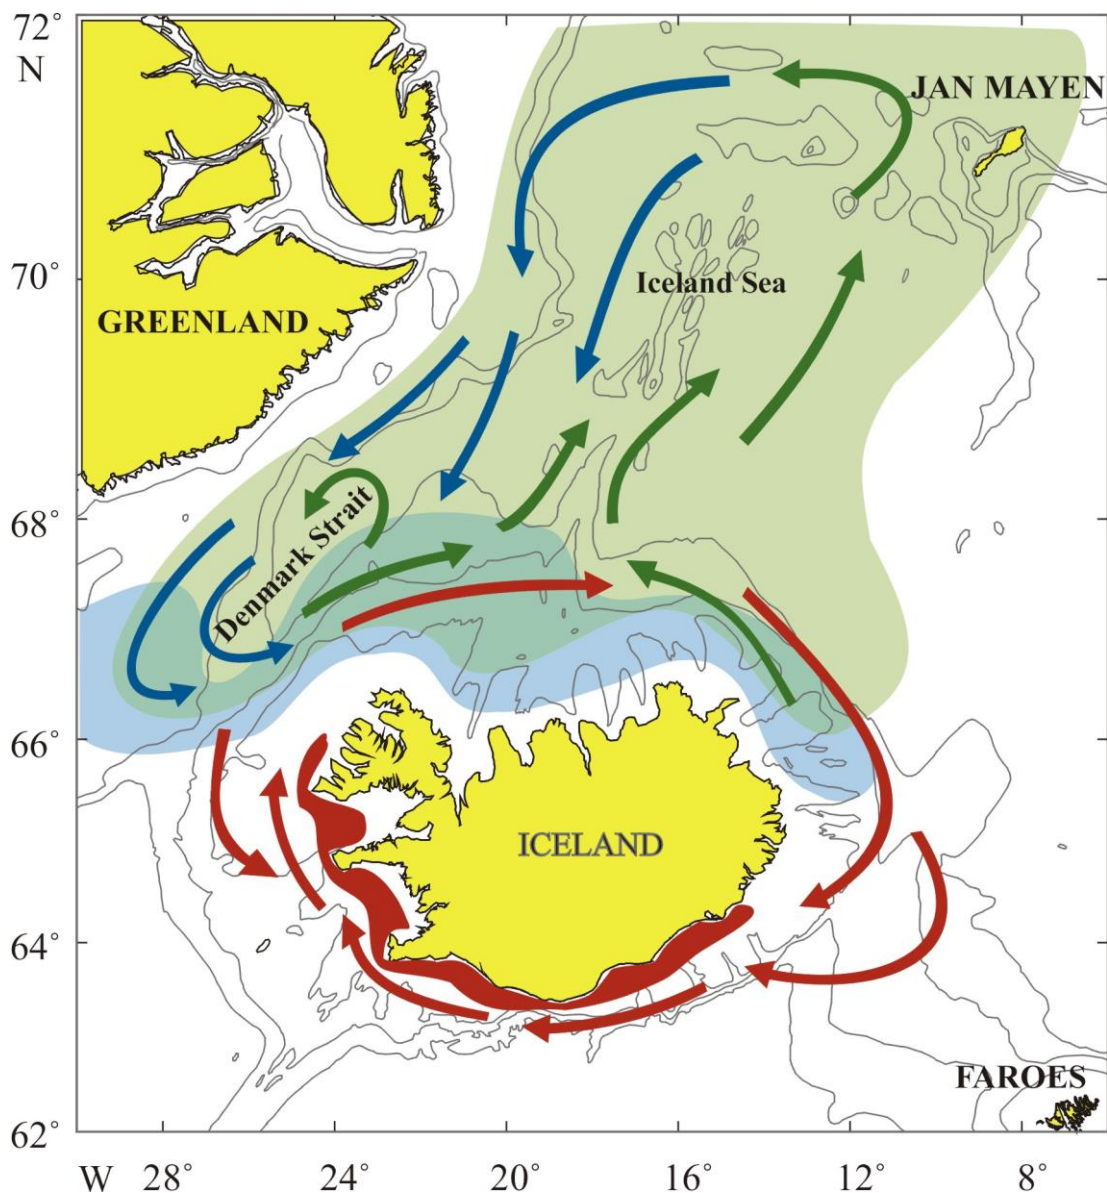 72°
N
JAN MAYEN
70°
Iceland Sea
GREENLAND
68°
Denmark Strait
66°
ICELAND
64°
FAROES
62°
W 28° 24° 20° 16° 12° 8°